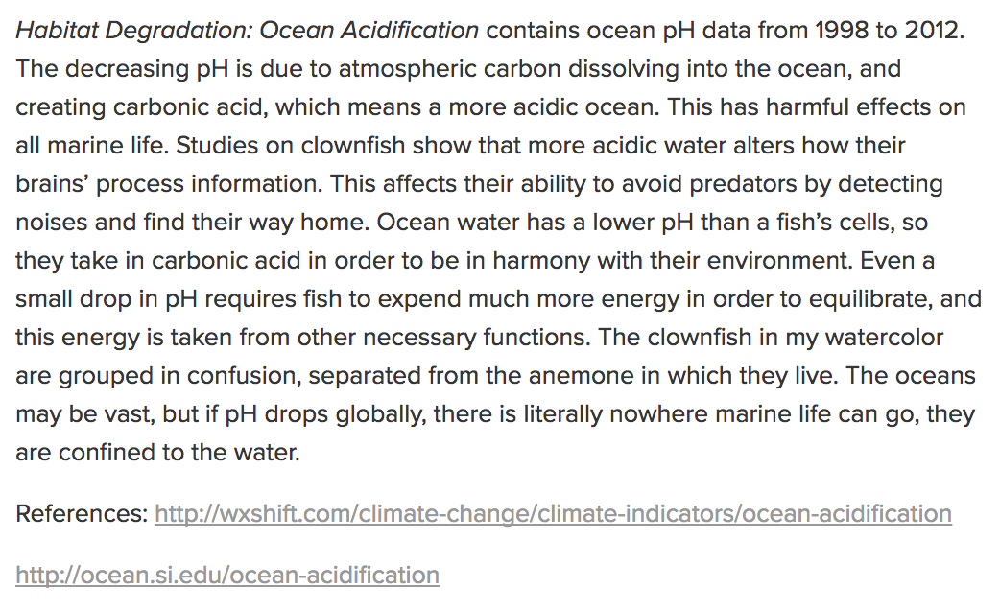 Habitat Degradation: Ocean Acidification contains ocean pH data from 1998 to 2012.
The decreasing pH is due to atmospheric carbon dissolving into the ocean, and
creating carbonic acid, which means a more acidic ocean. This has harmful effects on
all marine life. Studies on clownfish show that more acidic water alters how their
brains’ process information. This affects their ability to avoid predators by detecting
noises and find their way home. Ocean water has a lower pH than a fish’s cells, so
they take in carbonic acid in order to be in harmony with their environment. Even a
small drop in pH requires fish to expend much more energy in order to equilibrate, and
this energy is taken from other necessary functions. The clownfish in my watercolor
are grouped in confusion, separated from the anemone in which they live. The oceans
may be vast, but if pH drops globally, there is literally nowhere marine life can go, they
are confined to the water.
References: http://wxshift.com/climate-change/climate-indicators/ocean-acidification
http://ocean.si.edu/ocean-acidification